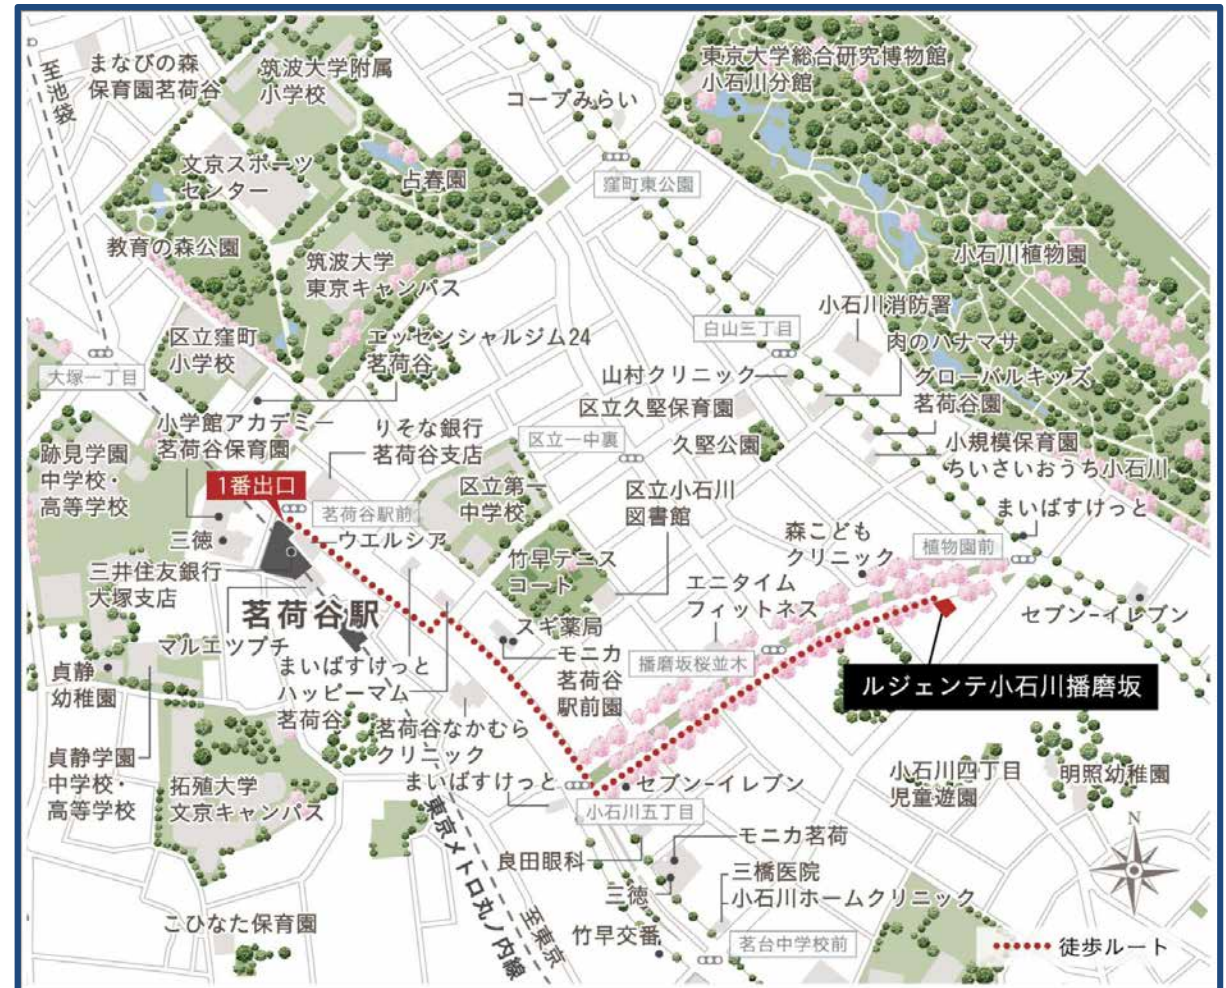 至池袋
まなびの森
保育園茗荷谷
筑波大学附属
小学校
コープみらい
東京大学総合研究博物館
小石川分館
文京スポーツ
センター
占春園
窪町東公園
教育の森公園
筑波大学
東京キャンパス
小石川植物園
小石川消防署
白山三丁目
肉のハナマサ
区立窪町
小学校
エッセンシャルジム24
茗荷谷
大塚一丁目
山村クリニック
グローバルキッズ
茗荷谷園
区立久堅保育園
小学館アカデミー
茗荷谷保育園
りそな銀行
茗荷谷支店
区立一中裏
久堅公園
小規模保育園
ちいさいおうち小石川
跡見学園
中学校・
高等学校
1番出口
茗荷谷駅前
区立第一
中学校
区立小石川
図書館
まいばすけっと
三徳
ウエルシア
森こども
クリニック
植物園前
竹早テニス
コート
三井住友銀行
大塚支店
エニタイム
フィットネス
セブン-イレブン
茗荷谷駅
マルエツプチ
スギ薬局
モニカ
茗荷谷
駅前園
播磨坂桜並木
貞静
幼稚園
まいばすけっと
ハッピーマム
茗荷谷
ルジェンテ小石川播磨坂
茗荷谷なかむら
クリニック
貞静学園
中学校・
高等学校
拓殖大学
文京キャンパス
まいばすけっと
セブン-イレブン
小石川四丁目
児童遊園
明照幼稚園
小石川五丁目
東京メトロ丸ノ内線
モニカ茗荷
N
良田眼科
三橋医院
小石川ホームクリニック
三徳
至東京
こひなた保育園
竹早交番
茗台中学校前
徒歩ルート